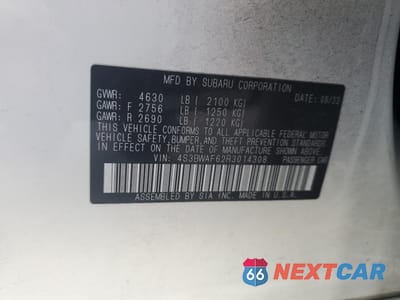 MFD BY SUBARU CORPORATION
DATE: 08/23
GVWR: 4630 LB [ 2100 KG]
GAWR: F 2756 LB [ 1250 KG]
GAWR: R 2690 LB [ 1220 KG]
THIS VEHICLE CONFORMS TO ALL APPLICABLE FEDERAL MOTOR
VEHICLE SAFETY, BUMPER, AND THEFT PREVENTION STANDARDS
IN EFFECT ON THE DATE OF MANUFACTURE SHOWN ABOVE.
VIN: 4S3BWAF62R3014308 PASSENGER CAR
ASSEMBLED BY SIA INC. MADE IN U.S.A.
66 NEXTCAR